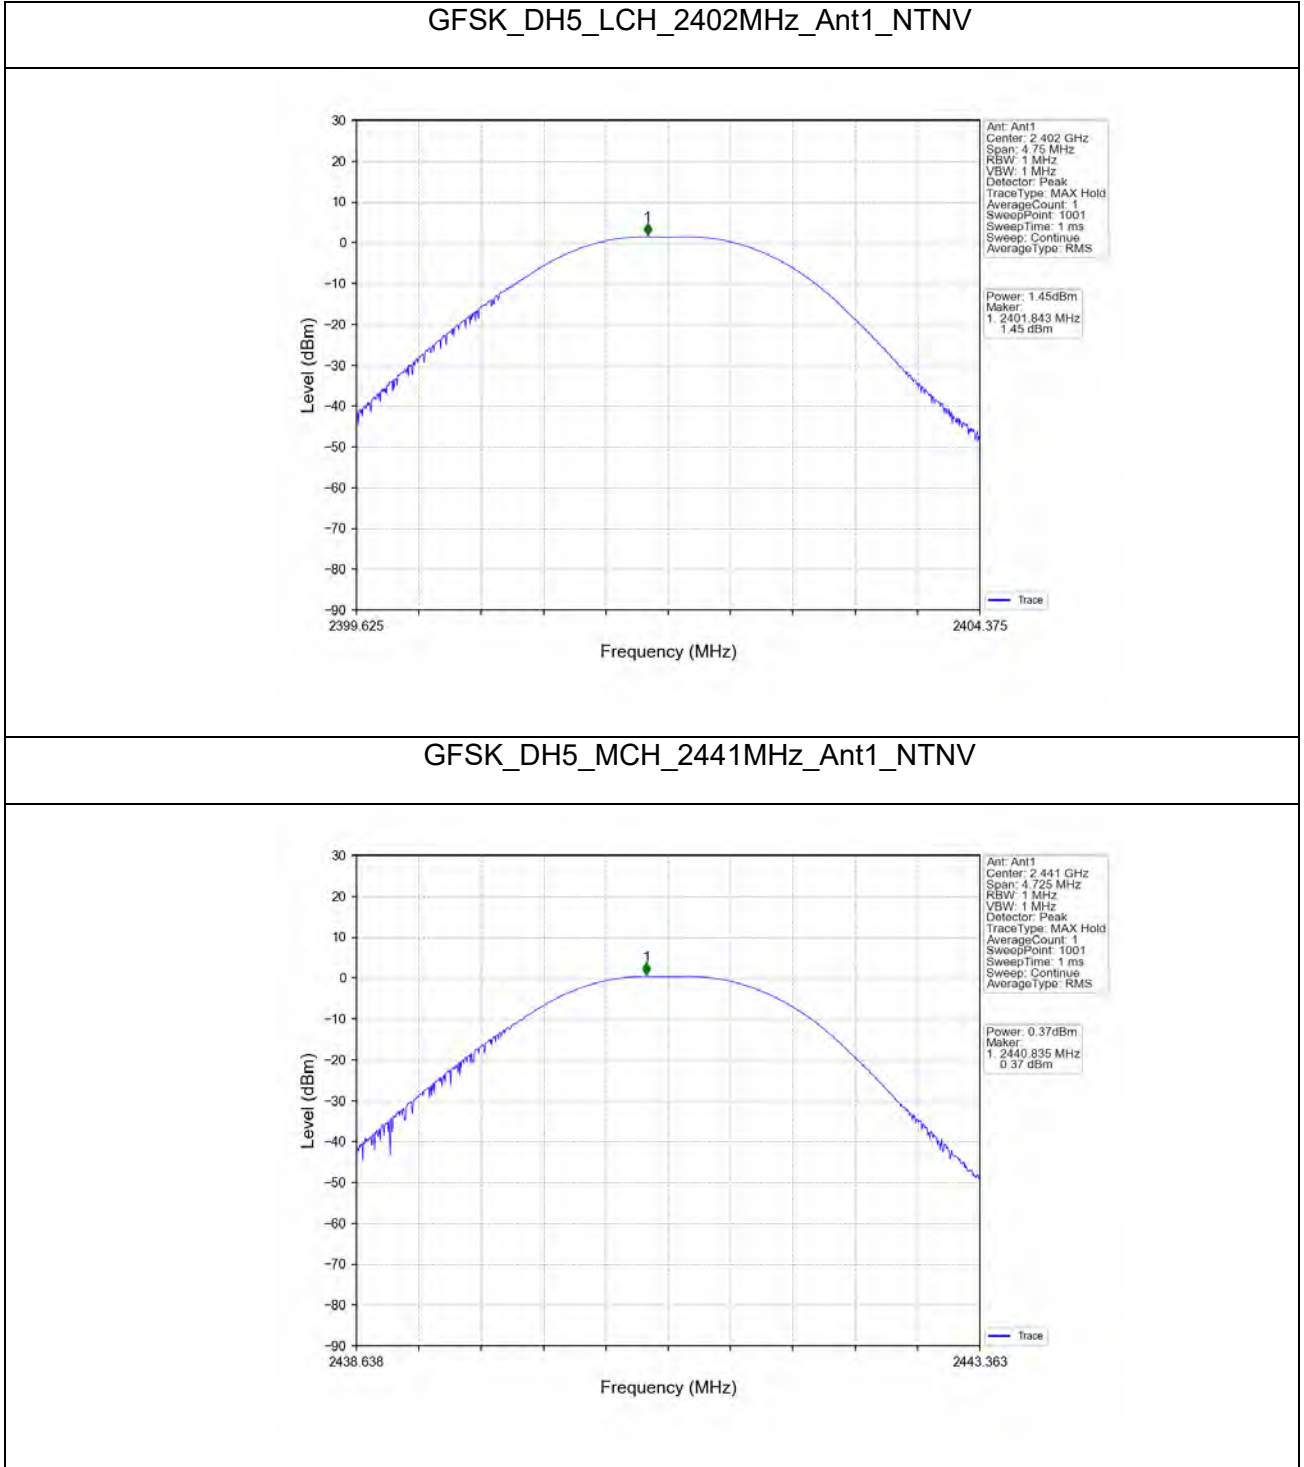 GFSK_DH5_LCH_2402MHz_Ant1_NTNV
30
20
10
0
−10
−20
−30
−40
−50
−60
−70
−80
−90
Level (dBm)
1
2399.625
2404.375
Frequency (MHz)
Ant: Ant1
Center: 2.402 GHz
Span: 4.75 MHz
RBW: 1 MHz
VBW: 1 MHz
Detector: Peak
TraceType: MAX Hold
AverageCount: 1
SweepPoint: 1001
SweepTime: 1 ms
Sweep: Continue
AverageType: RMS
Power: 1.45dBm
Maker:
1. 2401.843 MHz
1.45 dBm
Trace
GFSK_DH5_MCH_2441MHz_Ant1_NTNV
30
20
10
0
−10
−20
−30
−40
−50
−60
−70
−80
−90
Level (dBm)
1
2438.638
2443.363
Frequency (MHz)
Ant: Ant1
Center: 2.441 GHz
Span: 4.725 MHz
RBW: 1 MHz
VBW: 1 MHz
Detector: Peak
TraceType: MAX Hold
AverageCount: 1
SweepPoint: 1001
SweepTime: 1 ms
Sweep: Continue
AverageType: RMS
Power: 0.37dBm
Maker:
1. 2440.835 MHz
0.37 dBm
Trace